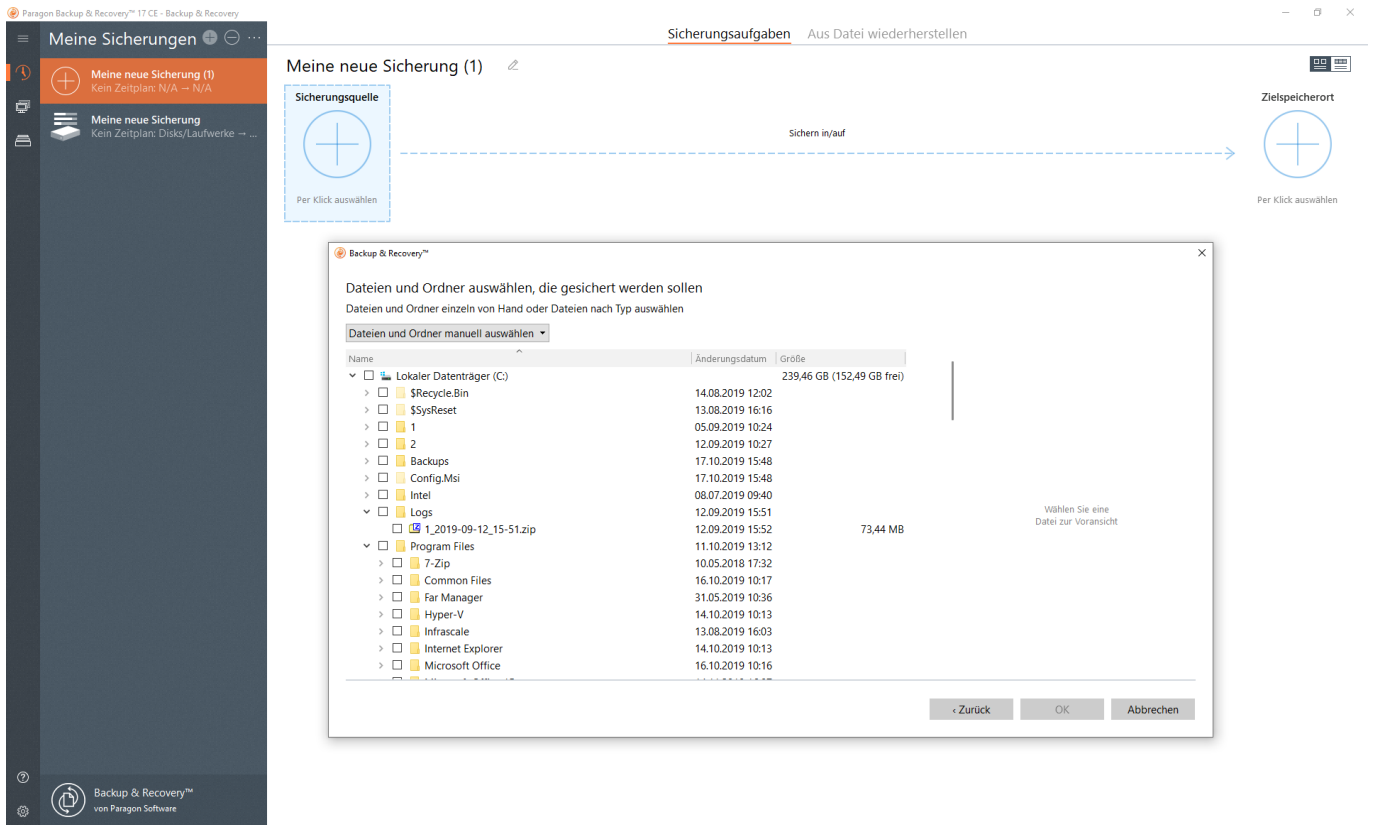 Paragon Backup & Recovery™ 17 CE - Backup & Recovery
Meine Sicherungen
Sicherungsaufgaben Aus Datei wiederherstellen
Meine neue Sicherung (1)
Kein Zeitplan: N/A → N/A
Meine neue Sicherung
Kein Zeitplan: Disks/Laufwerke → ...
Meine neue Sicherung (1)
Sicherungsquelle
Zielspeicherort
Sichern in/auf
Per Klick auswählen
Per Klick auswählen
Backup & Recovery™
Dateien und Ordner auswählen, die gesichert werden sollen
Dateien und Ordner einzeln von Hand oder Dateien nach Typ auswählen
Dateien und Ordner manuell auswählen
Name Änderungsdatum Größe
Lokaler Datenträger (C:) 239,46 GB (152,49 GB frei)
$Recycle.Bin 14.08.2019 12:02
$SysReset 13.08.2019 16:16
1 05.09.2019 10:24
2 12.09.2019 10:27
Backups 17.10.2019 15:48
Config.Msi 17.10.2019 15:48
Intel 08.07.2019 09:40
Logs 12.09.2019 15:51
1_2019-09-12_15-51.zip 12.09.2019 15:52 73,44 MB
Program Files 11.10.2019 13:12
7-Zip 10.05.2018 17:32
Common Files 16.10.2019 10:17
Far Manager 31.05.2019 10:36
Hyper-V 14.10.2019 10:13
Infrascale 13.08.2019 16:03
Internet Explorer 14.10.2019 10:13
Microsoft Office 16.10.2019 10:16
Wählen Sie eine
Datei zur Voransicht
‹ Zurück OK Abbrechen
Backup & Recovery™
von Paragon Software